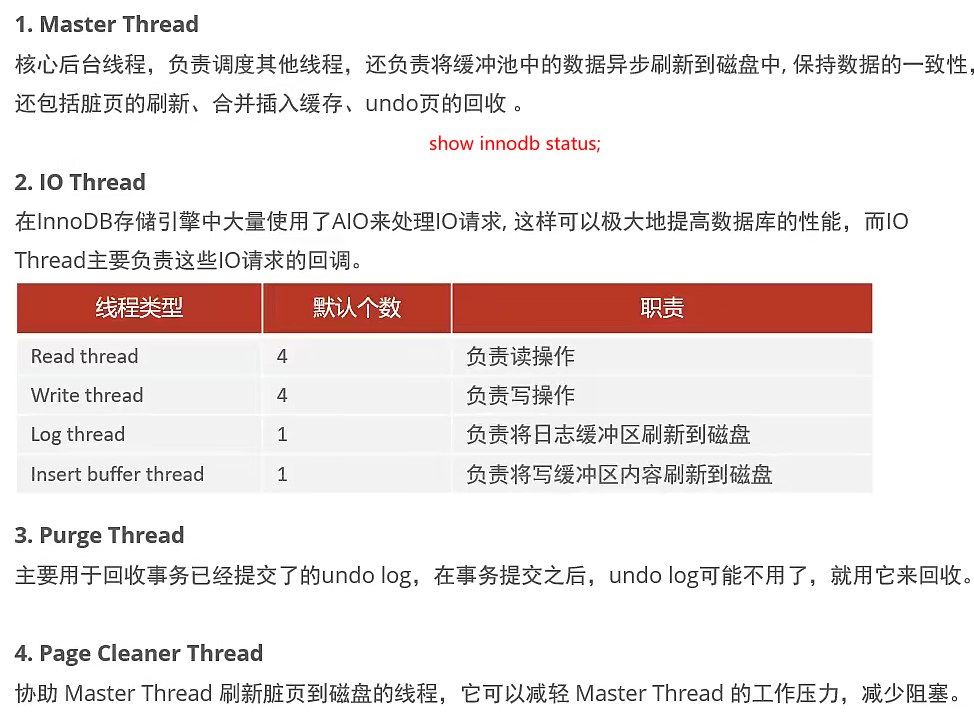 1. Master Thread
核心后台线程，负责调度其他线程，还负责将缓冲池中的数据异步刷新到磁盘中, 保持数据的一致性，
还包括脏页的刷新、合并插入缓存、undo页的回收 。
show innodb status;
2. IO Thread
在InnoDB存储引擎中大量使用了AIO来处理IO请求, 这样可以极大地提高数据库的性能，而IO
Thread主要负责这些IO请求的回调。
线程类型 默认个数 职责
Read thread 4 负责读操作
Write thread 4 负责写操作
Log thread 1 负责将日志缓冲区刷新到磁盘
Insert buffer thread 1 负责将写缓冲区内容刷新到磁盘
3. Purge Thread
主要用于回收事务已经提交了的undo log，在事务提交之后，undo log可能不用了，就用它来回收。
4. Page Cleaner Thread
协助 Master Thread 刷新脏页到磁盘的线程，它可以减轻 Master Thread 的工作压力，减少阻塞。